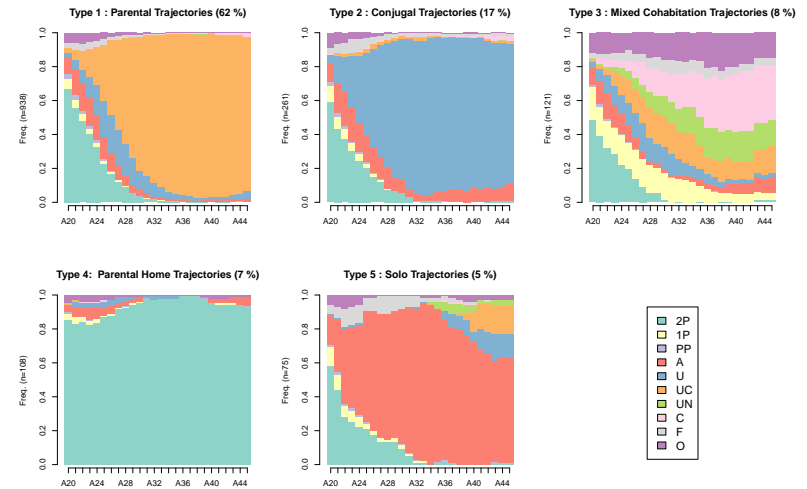 Type 1 : Parental Trajectories (62 %)
Type 2 : Conjugal Trajectories (17 %)
Type 3 : Mixed Cohabitation Trajectories (8 %)
Freq. (n=938)
0.0 0.2 0.4 0.6 0.8 1.0
A20 A24 A28 A32 A36 A40 A44
Freq. (n=261)
0.0 0.2 0.4 0.6 0.8 1.0
A20 A24 A28 A32 A36 A40 A44
Freq. (n=121)
0.0 0.2 0.4 0.6 0.8 1.0
A20 A24 A28 A32 A36 A40 A44
Type 4: Parental Home Trajectories (7 %)
Type 5 : Solo Trajectories (5 %)
Freq. (n=108)
0.0 0.2 0.4 0.6 0.8 1.0
A20 A24 A28 A32 A36 A40 A44
Freq. (n=75)
0.0 0.2 0.4 0.6 0.8 1.0
A20 A24 A28 A32 A36 A40 A44
2P
1P
PP
A
U
UC
UN
C
F
O